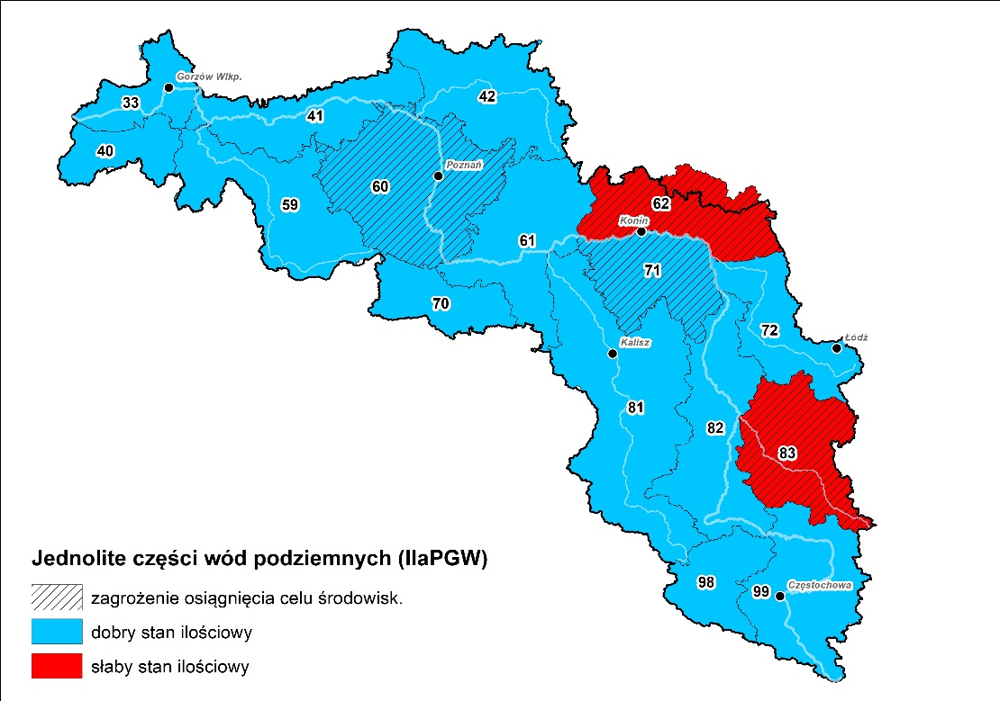 Gorzów Wlkp.
33
42
41
40
Poznań
60
59
62
Konin
61
71
70
72
Łódź
Kalisz
81
82
83
98
99
Częstochowa
Jednolite części wód podziemnych (IIaPGW)
zagrożenie osiągnięcia celu środowisk.
dobry stan ilościowy
słaby stan ilościowy